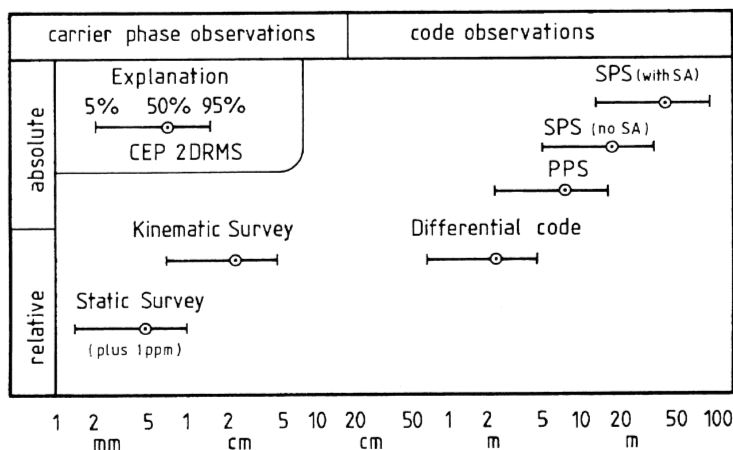 carrier phase observations
code observations
absolute
Explanation
5% 50% 95%
CEP 2DRMS
SPS (with SA)
SPS (no SA)
PPS
relative
Kinematic Survey
Differential code
Static Survey
(plus 1ppm)
1 2 5 1 2 5 10 20 50 1 2 5 10 20 50 100
mm cm cm m m